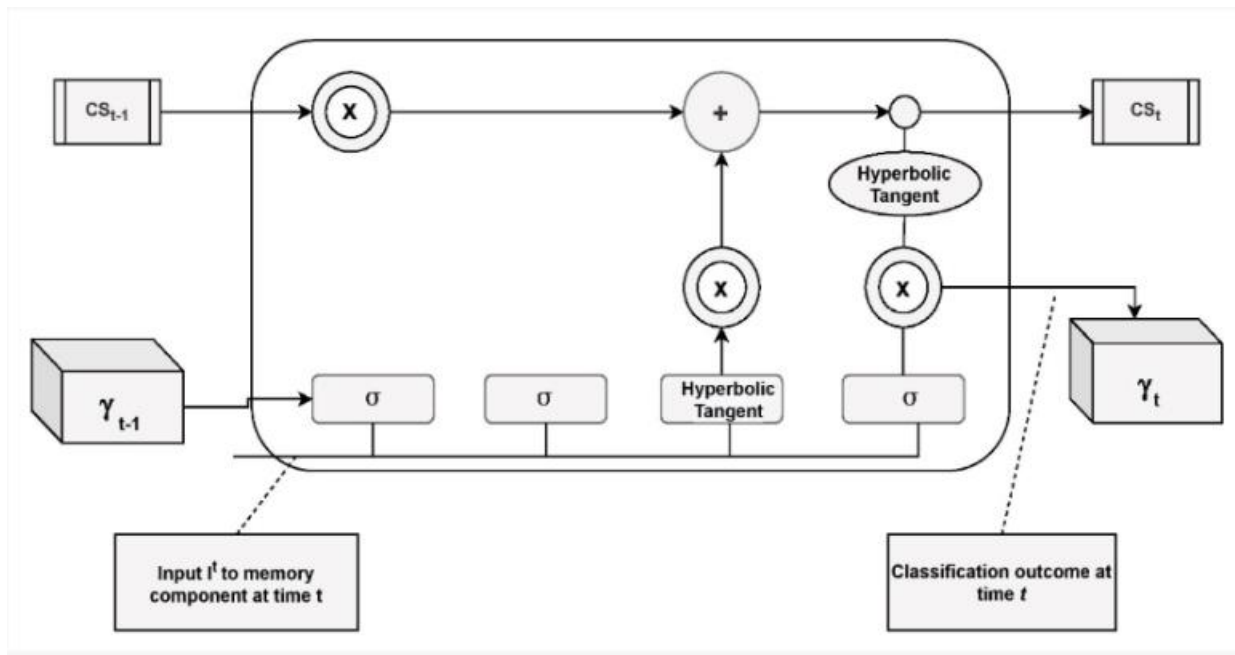 CSt-1
X
+
CSt
Hyperbolic
Tangent
X
X
γ t-1
σ
σ
Hyperbolic
Tangent
σ
γt
Input It to memory
component at time t
Classification outcome at
time t